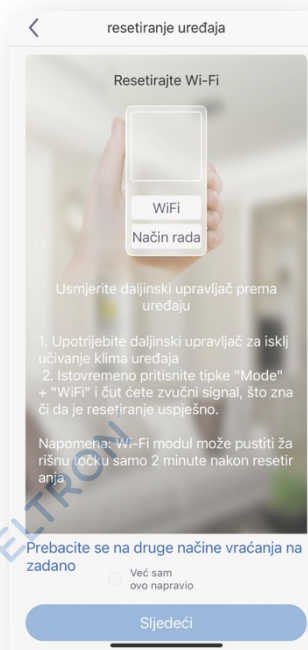 resetiranje uređaja
Resetirajte Wi-Fi
WiFi
Način rada
Usmjerite daljinski upravljač prema
uređaju
1. Upotrijebite daljinski upravljač za isklj
učivanje klima uređaja
2. Istovremeno pritisnite tipke "Mode"
+ "WiFi" i čut ćete zvučni signal, što zna
či da je resetiranje uspješno.
Napomena: Wi-Fi modul može pustiti ža
rišnu točku samo 2 minute nakon resetir
anja
ELTRON
Prebacite se na druge načine vraćanja na
zadano
Već sam
ovo napravio
Sljedeći